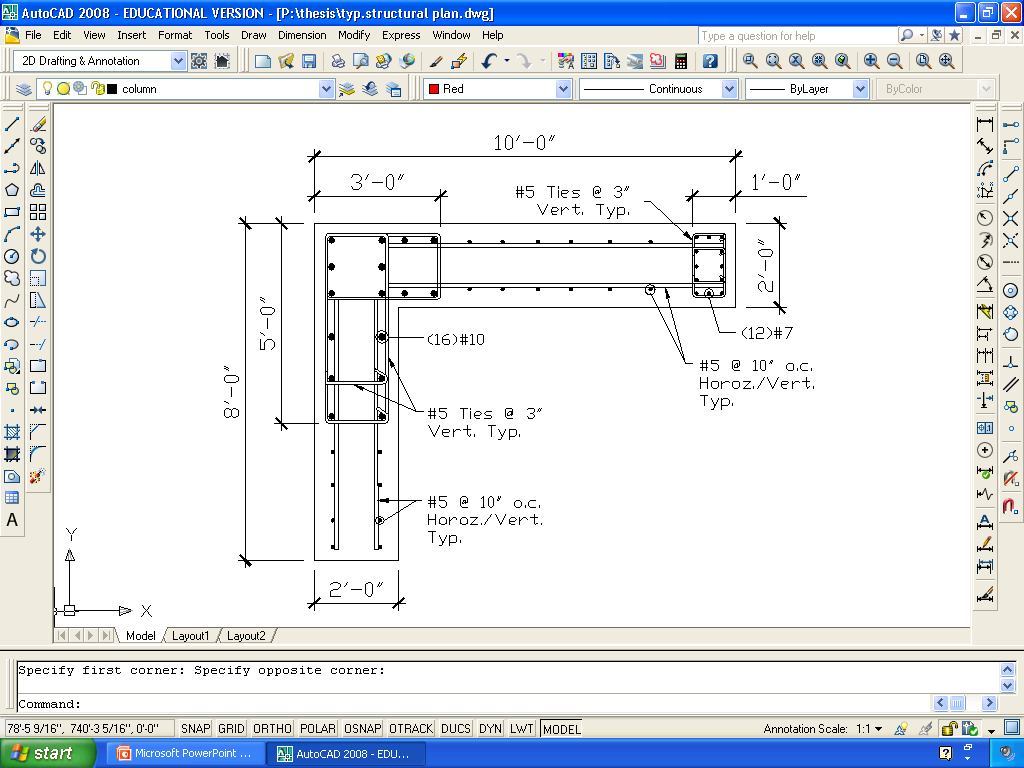 AutoCAD 2008 - EDUCATIONAL VERSION - [P:\thesis\typ.structural plan.dwg]
File Edit View Insert Format Tools Draw Dimension Modify Express Window Help
Type a question for help
2D Drafting & Annotation
column
Red
Continuous
ByLayer
ByColor
10'-0"
3'-0"
#5 Ties @ 3"
Vert. Typ.
1'-0"
2'-0"
5'-0"
8'-0"
(16)#10
(12)#7
#5 @ 10" o.c.
Horoz./Vert.
Typ.
#5 Ties @ 3"
Vert. Typ.
#5 @ 10" o.c.
Horoz./Vert.
Typ.
2'-0"
Y
X
A
Model Layout1 Layout2
Specify first corner: Specify opposite corner:
Command:
78'-5 9/16", 740'-3 5/16", 0'-0" SNAP GRID ORTHO POLAR OSNAP OTRACK DUCS DYN LWT MODEL Annotation Scale: 1:1
start Microsoft PowerPoint ... AutoCAD 2008 - EDU...